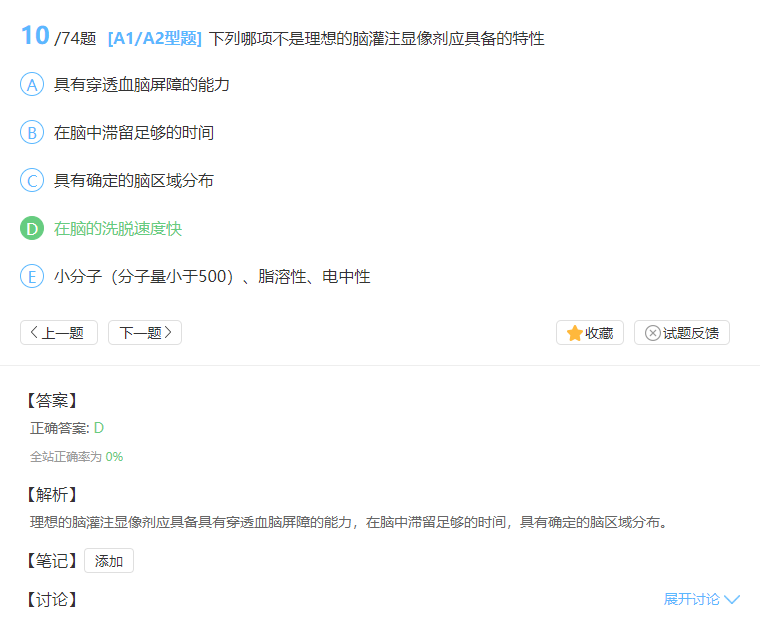 10 /74题 [A1/A2型题] 下列哪项不是理想的脑灌注显像剂应具备的特性
A 具有穿透血脑屏障的能力
B 在脑中滞留足够的时间
C 具有确定的脑区域分布
D 在脑的洗脱速度快
E 小分子（分子量小于500）、脂溶性、电中性
上一题 下一题 收藏 试题反馈
【答案】
正确答案: D
全站正确率为 0%
【解析】
理想的脑灌注显像剂应具备具有穿透血脑屏障的能力，在脑中滞留足够的时间，具有确定的脑区域分布。
【笔记】 添加
【讨论】 展开讨论